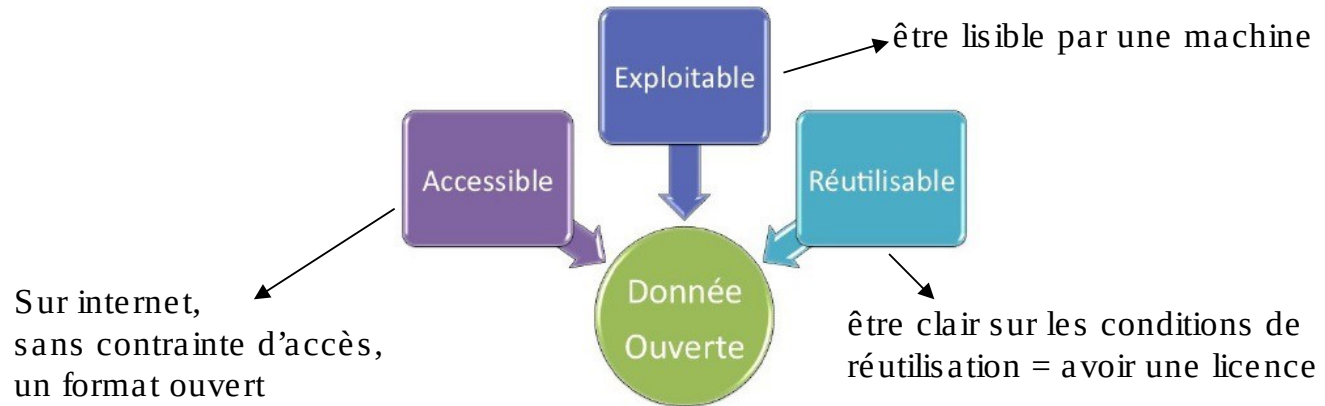 être lisible par une machine
Exploitable
Accessible
Réutilisable
Sur internet,
sans contrainte d’accès,
un format ouvert
Donnée
Ouverte
être clair sur les conditions de
réutilisation = avoir une licence